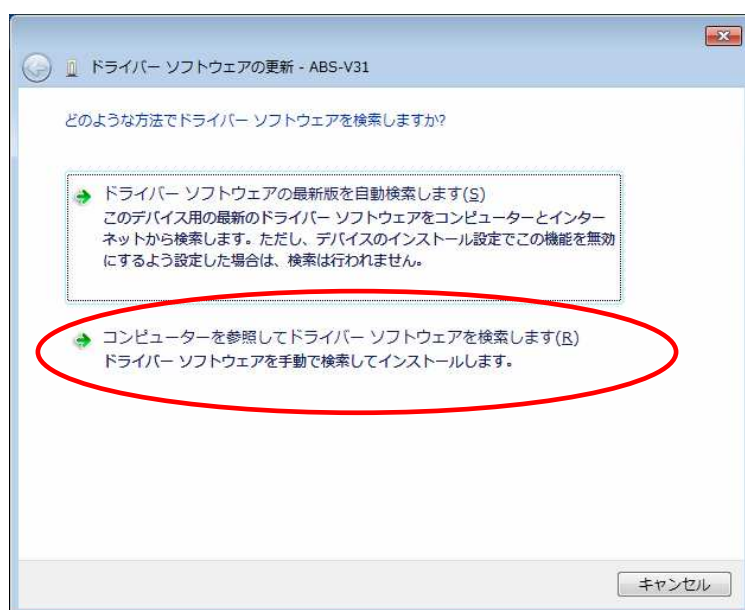 ドライバー ソフトウェアの更新 - ABS-V31
どのような方法でドライバー ソフトウェアを検索しますか?
ドライバー ソフトウェアの最新版を自動検索します(S)
このデバイス用の最新のドライバー ソフトウェアをコンピューターとインター
ネットから検索します。ただし、デバイスのインストール設定でこの機能を無効
にするよう設定した場合は、検索は行われません。
コンピューターを参照してドライバー ソフトウェアを検索します(R)
ドライバー ソフトウェアを手動で検索してインストールします。
キャンセル